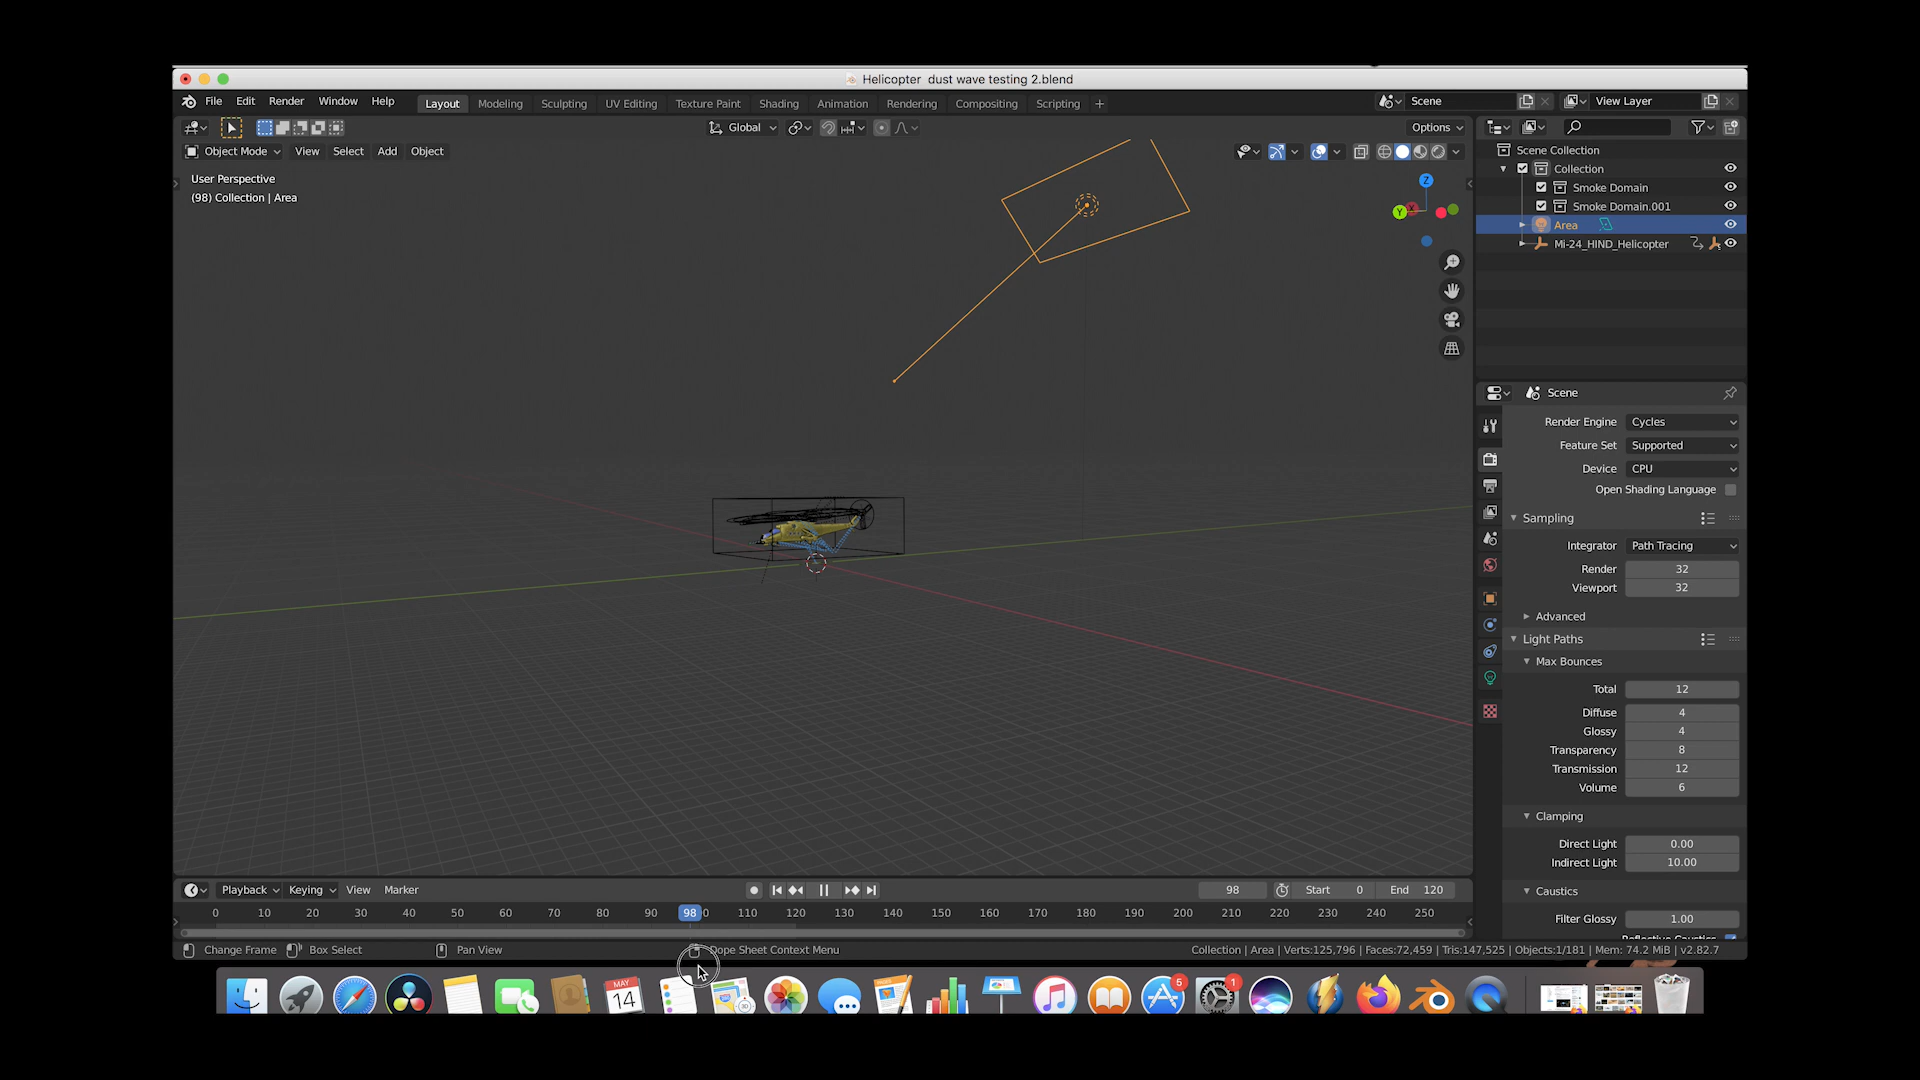 Helicopter dust wave testing 2.blend
File Edit Render Window Help Layout Modeling Sculpting UV Editing Texture Paint Shading Animation Rendering Compositing Scripting + Scene View Layer
Global Options
Object Mode View Select Add Object
User Perspective
(98) Collection | Area
Z
Y
Scene Collection
Collection
Smoke Domain
Smoke Domain.001
Area
Mi-24_HIND_Helicopter
Scene
Render Engine Cycles
Feature Set Supported
Device CPU
Open Shading Language
Sampling
Integrator Path Tracing
Render 32
Viewport 32
Advanced
Light Paths
Max Bounces
Total 12
Diffuse 4
Glossy 4
Transparency 8
Transmission 12
Volume 6
Clamping
Direct Light 0.00
Indirect Light 10.00
Caustics
Filter Glossy 1.00
Reflective Caustics
Playback Keying View Marker 98 Start 0 End 120
0 10 20 30 40 50 60 70 80 90 98 0 110 120 130 140 150 160 170 180 190 200 210 220 230 240 250
Change Frame Box Select Pan View Dope Sheet Context Menu Collection | Area | Verts:125,796 | Faces:72,459 | Tris:147,525 | Objects:1/181 | Mem: 74.2 MiB | v2.82.7
MAY
14
5
1